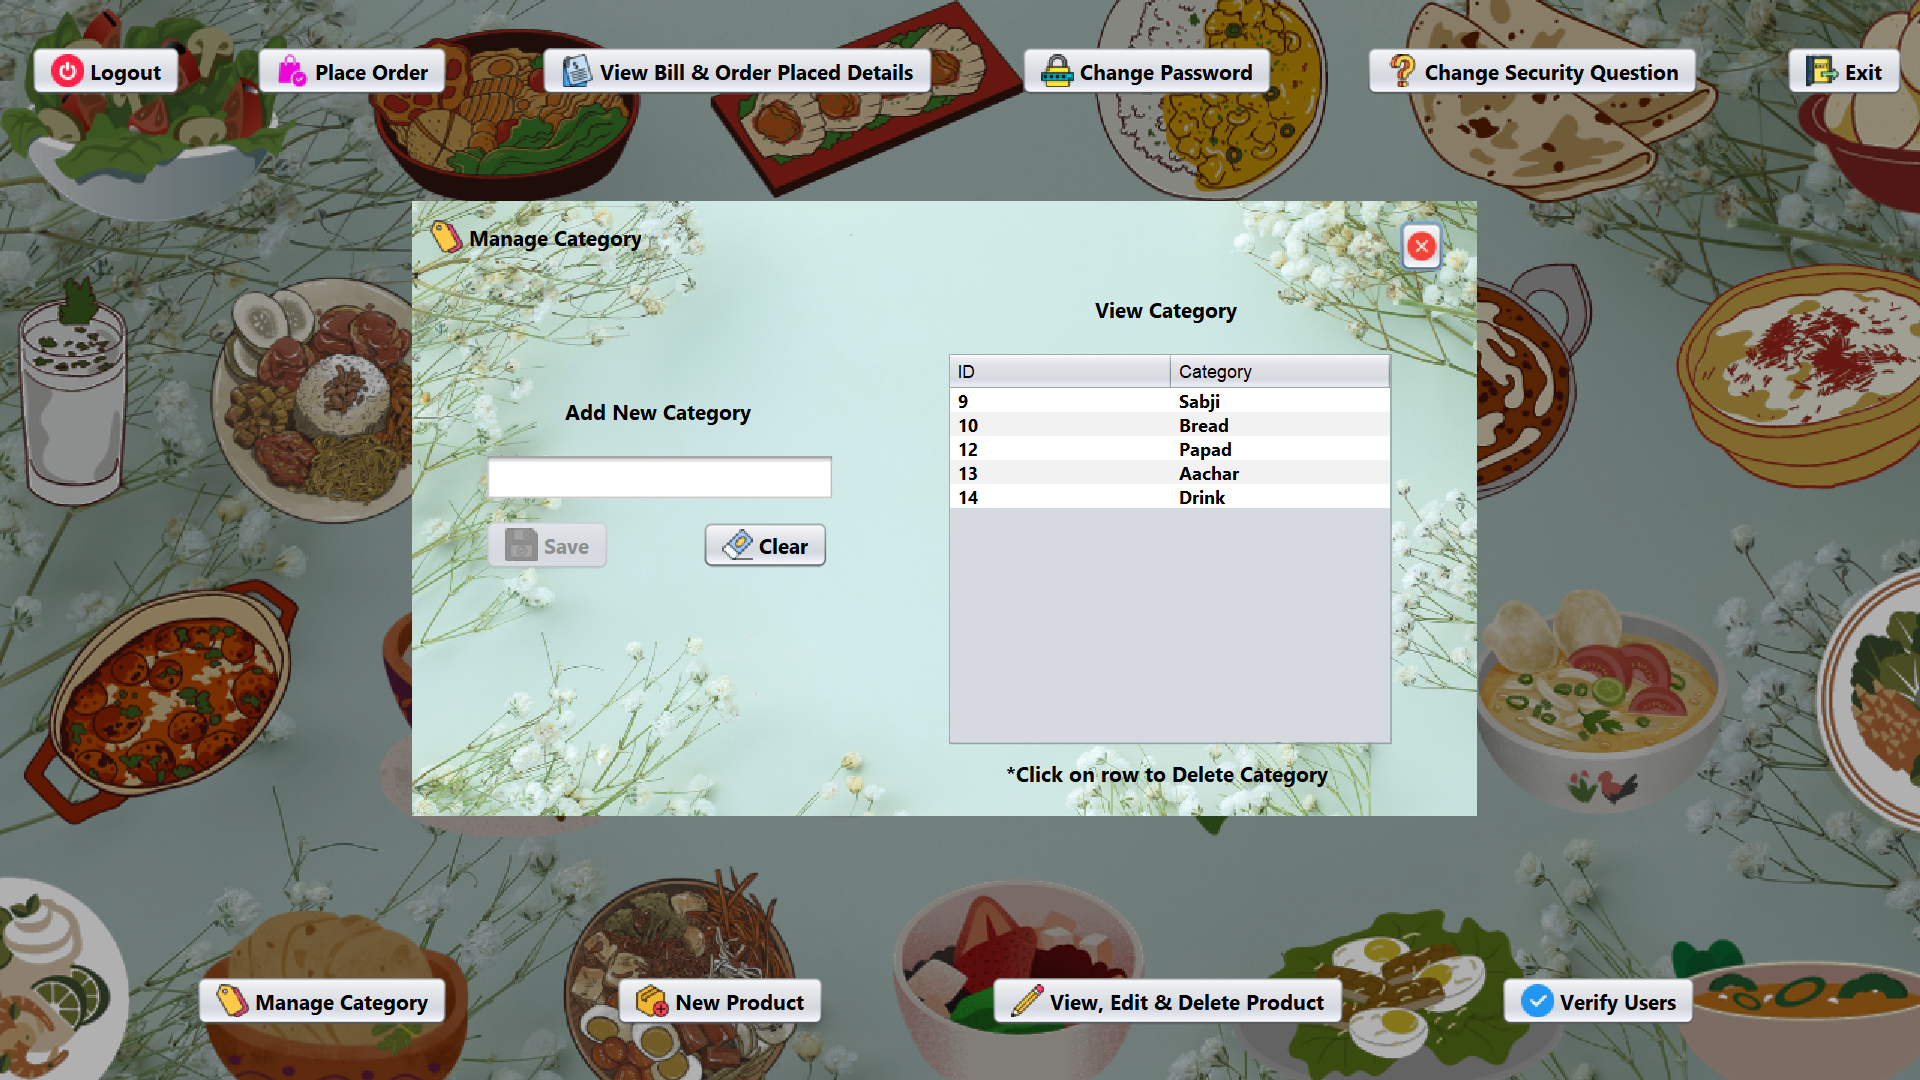 Logout
Place Order
View Bill & Order Placed Details
Change Password
Change Security Question
Exit
Manage Category
View Category
Add New Category
ID Category
9 Sabji
10 Bread
12 Papad
13 Aachar
14 Drink
Save
Clear
*Click on row to Delete Category
Manage Category
New Product
View, Edit & Delete Product
Verify Users